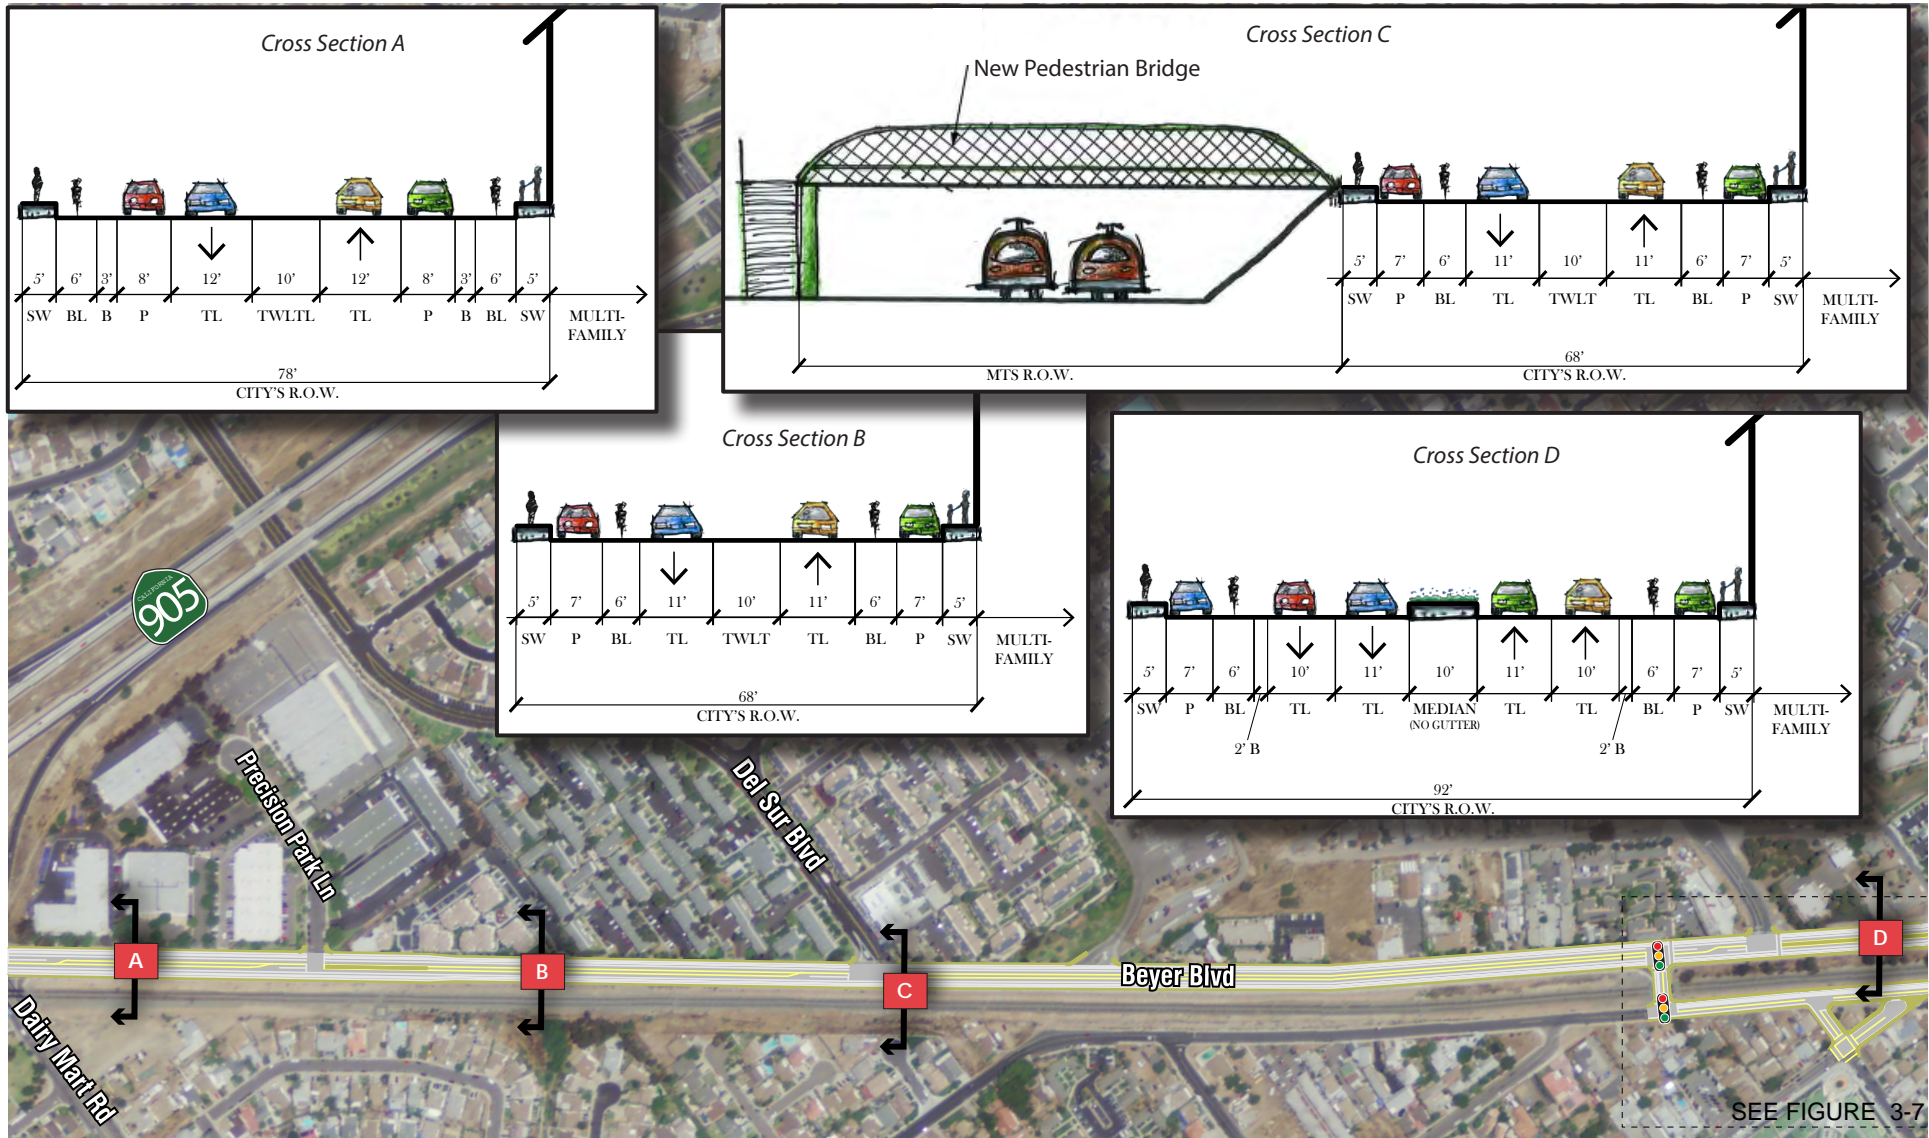 Cross Section A
5' 6' 3' 8' 12' 10' 12' 8' 3' 6' 5'
SW BL B P TL TWLTL TL P B BL SW MULTI-
FAMILY
78'
CITY'S R.O.W.
Cross Section C
New Pedestrian Bridge
5' 7' 6' 11' 10' 11' 6' 7' 5'
SW P BL TL TWLT TL BL P SW MULTI-
FAMILY
MTS R.O.W.
68'
CITY'S R.O.W.
Cross Section B
5' 7' 6' 11' 10' 11' 6' 7' 5'
SW P BL TL TWLT TL BL P SW MULTI-
FAMILY
68'
CITY'S R.O.W.
Cross Section D
5' 7' 6' 10' 11' 10' 11' 10' 6' 7' 5'
SW P BL TL TL MEDIAN TL TL BL P SW MULTI-
(NO GUTTER)
FAMILY
2' B 2' B
92'
CITY'S R.O.W.
CALIFORNIA
905
Precision Park Ln
Del Sur Blvd
Beyer Blvd
Dairy Mart Rd
A
B
C
D
SEE FIGURE 3-7